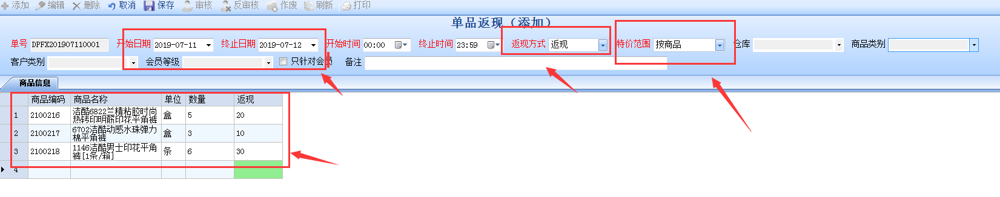 添加 编辑 删除 取消 保存 审核 反审核 作废 刷新 打印
单品返现（添加）
单号 DPFX201907110001 开始日期 2019-07-11 终止日期 2019-07-12 开始时间 00:00 终止时间 23:59 返现方式 返现 特价范围 按商品 仓库 商品类别
客户类别 会员等级 只针对会员 备注
商品信息
商品编码 商品名称 单位 数量 返现
1 2100216 洁酷6822兰精粘胶时尚 盒 5 20
热转印明筋印花平角裤
2 2100217 6702洁酷动感水珠弹力 盒 3 10
棉平角裤
3 2100218 1146洁酷男士印花平角 条 6 30
裤[1条/箱]
4